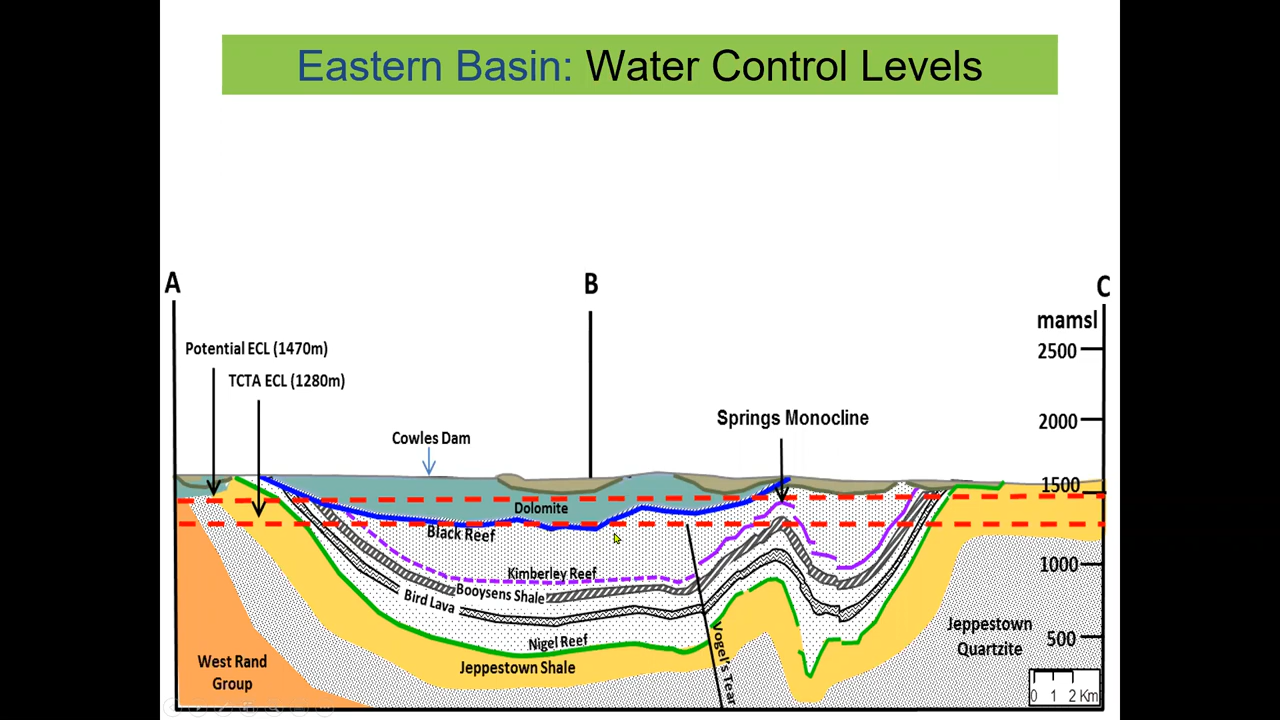 Eastern Basin: Water Control Levels
A
B
C
mamsl
Potential ECL (1470m)
2500
TCTA ECL (1280m)
2000
Springs Monocline
Cowles Dam
1500
Dolomite
Black Reef
1000
Kimberley Reef
Booysens Shale
Bird Lava
Jeppestown
Quartzite
500
Nigel Reef
Vogel's Tear
Jeppestown Shale
West Rand
Group
0 1 2 Km